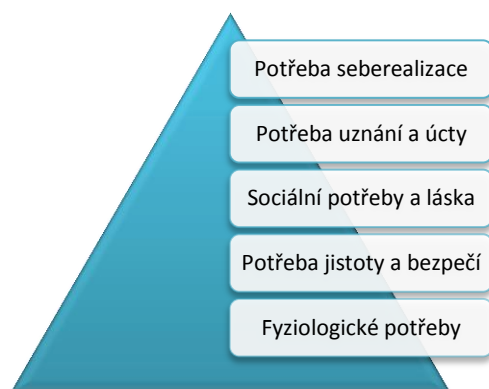 Potřeba seberealizace
Potřeba uznání a úcty
Sociální potřeby a láska
Potřeba jistoty a bezpečí
Fyziologické potřeby